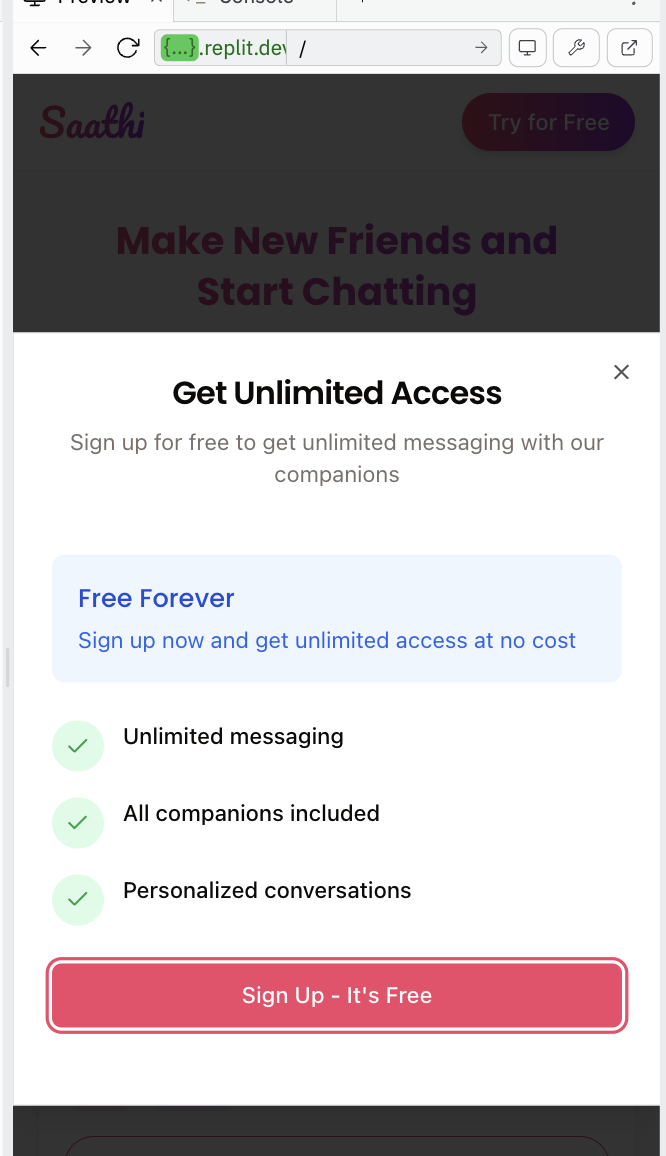 Preview
Console
{...}.replit.dev
/
Saathi
Try for Free
Make New Friends and
Start Chatting
Get Unlimited Access
Sign up for free to get unlimited messaging with our
companions
Free Forever
Sign up now and get unlimited access at no cost
Unlimited messaging
All companions included
Personalized conversations
Sign Up - It's Free